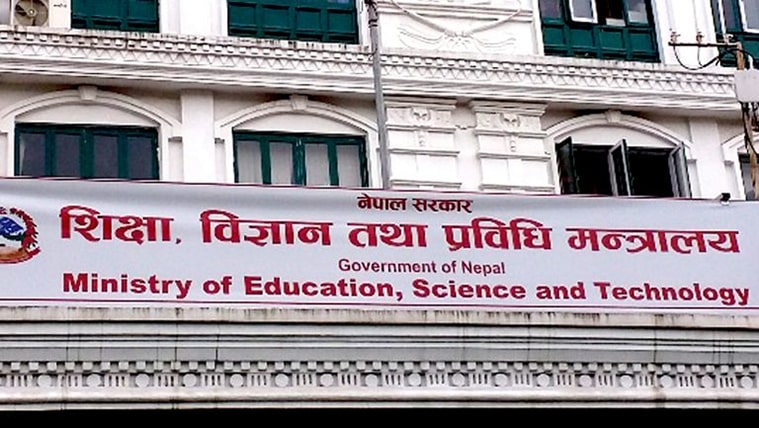 नेपाल सरकार
शिक्षा, विज्ञान तथा प्रविधि मन्त्रालय
Government of Nepal
Ministry of Education, Science and Technology